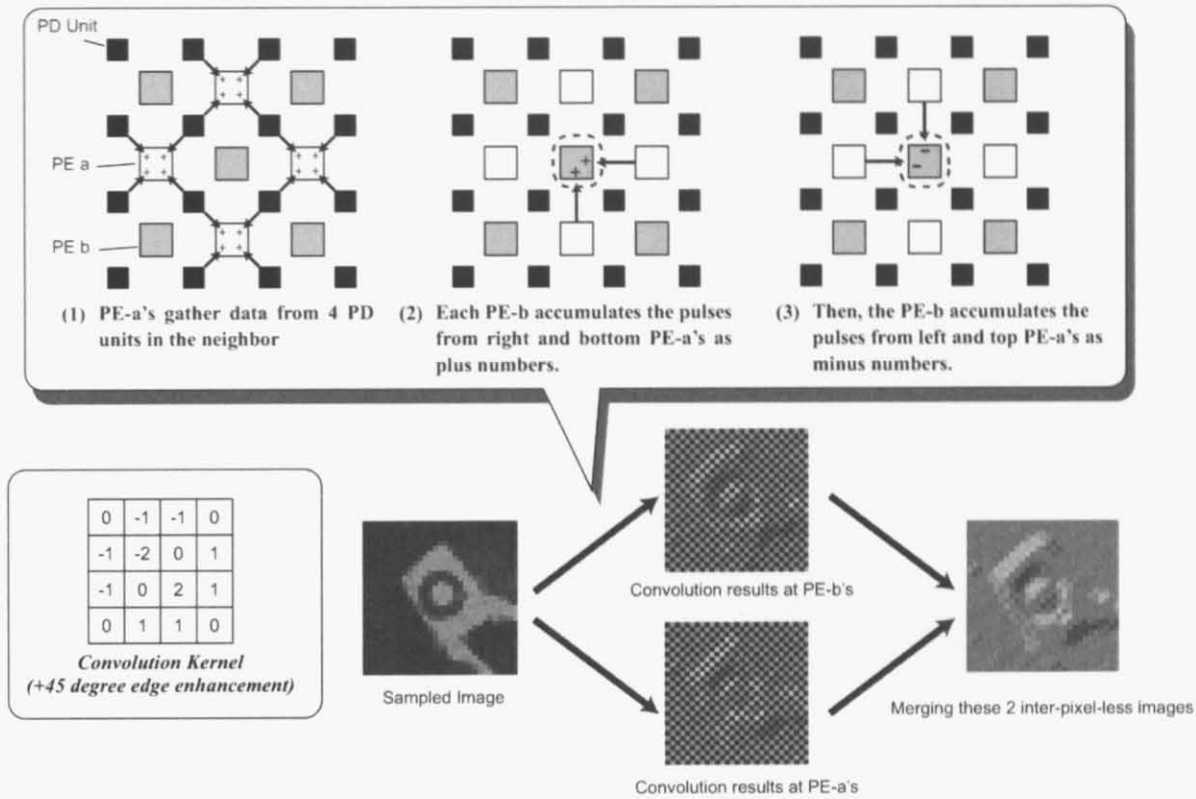 PD Unit
PE a
PE b
(1) PE-a's gather data from 4 PD
units in the neighbor
(2) Each PE-b accumulates the pulses
from right and bottom PE-a's as
plus numbers.
(3) Then, the PE-b accumulates the
pulses from left and top PE-a's as
minus numbers.
0 -1 -1 0
-1 -2 0 1
-1 0 2 1
0 1 1 0
Convolution Kernel
(+45 degree edge enhancement)
Sampled Image
Convolution results at PE-b's
Convolution results at PE-a's
Merging these 2 inter-pixel-less images